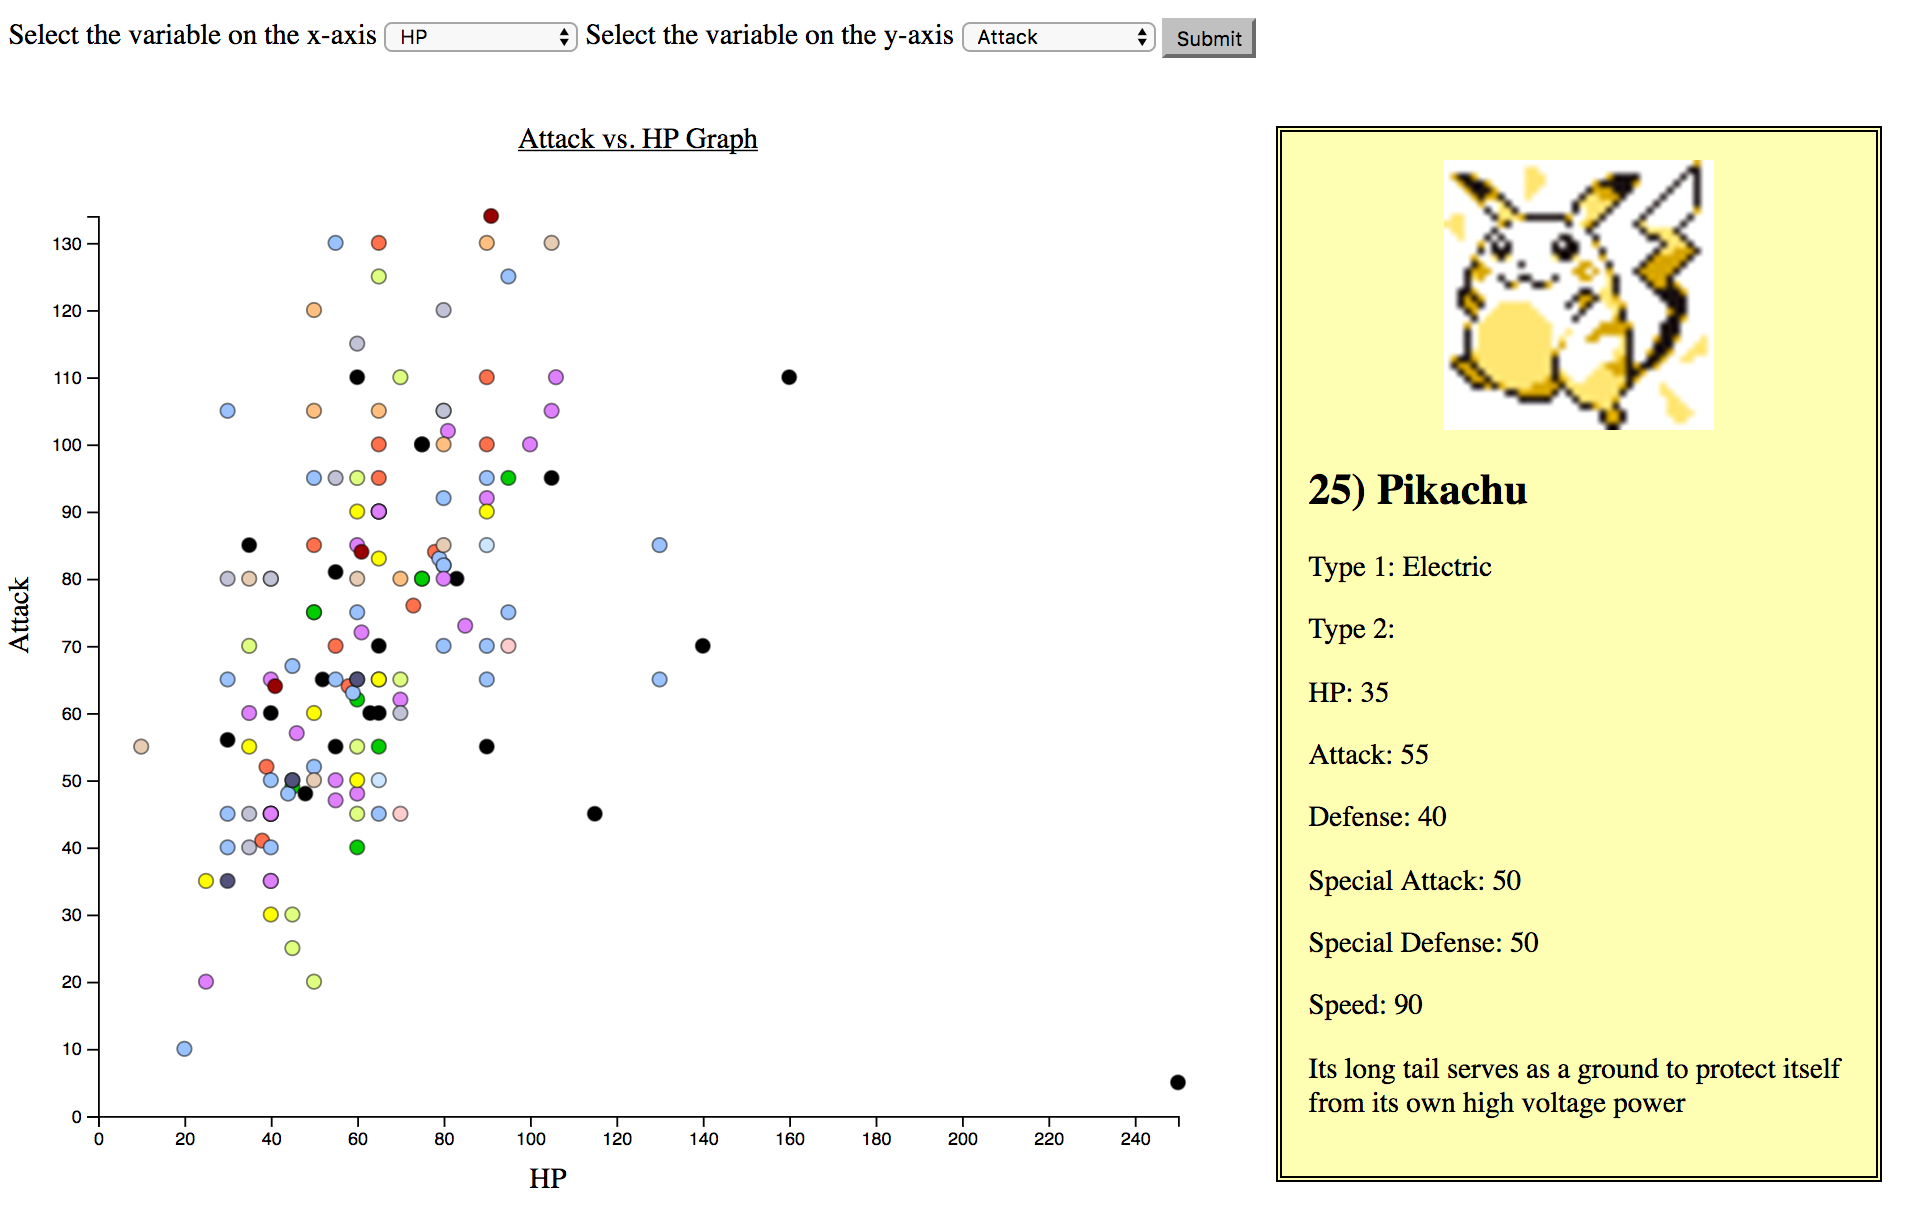 Select the variable on the x-axis HP Select the variable on the y-axis Attack Submit
Attack vs. HP Graph
130
120
110
100
90
80
70
60
50
40
30
20
10
0
Attack
0 20 40 60 80 100 120 140 160 180 200 220 240
HP
25) Pikachu
Type 1: Electric
Type 2:
HP: 35
Attack: 55
Defense: 40
Special Attack: 50
Special Defense: 50
Speed: 90
Its long tail serves as a ground to protect itself
from its own high voltage power